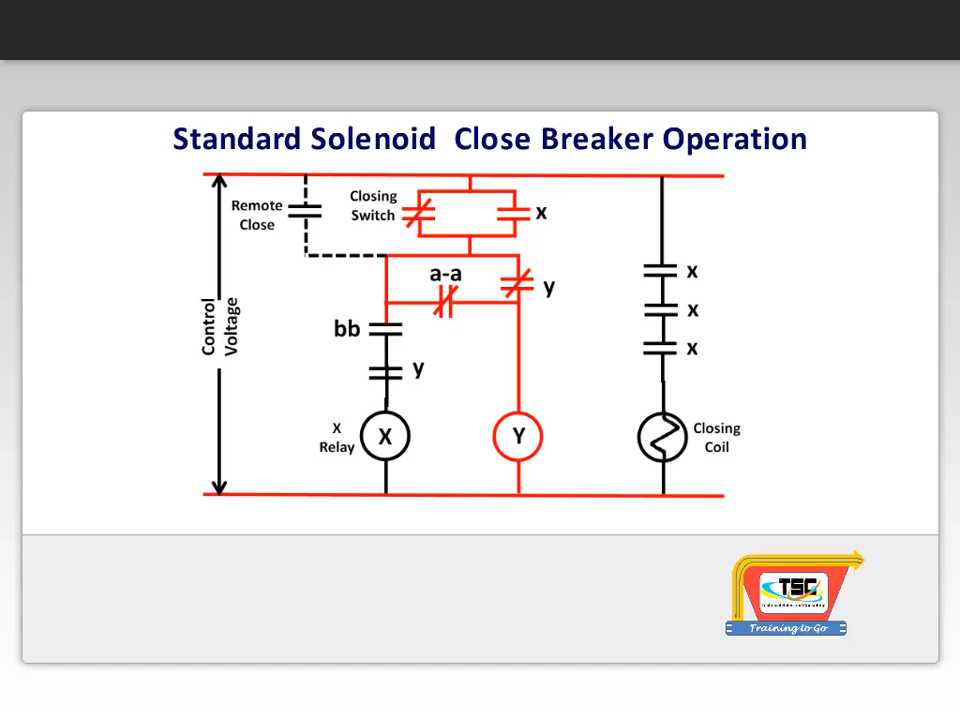 Standard Solenoid Close Breaker Operation
Remote
Close
Closing
Switch
x
a-a
y
bb
y
Control
Voltage
x
x
x
X
Relay
X
Y
Closing
Coil
TSC
Training to Go